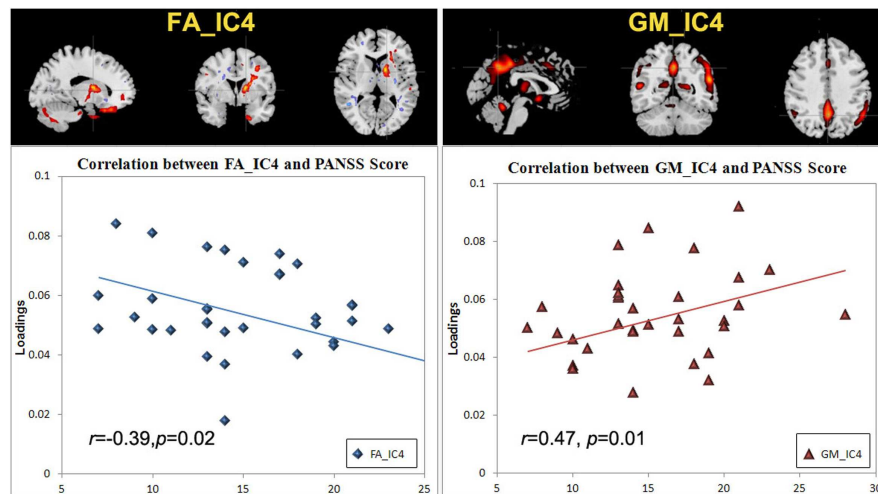 FA_IC4
GM_IC4
Correlation between FA_IC4 and PANSS Score
0.1
0.08
0.06
0.04
0.02
0
Loadings
r=-0.39,p=0.02
FA_IC4
5
10
15
20
25
Correlation between GM_IC4 and PANSS Score
0.1
0.08
0.06
0.04
0.02
0
Loadings
r=0.47, p=0.01
GM_IC4
5
10
15
20
25
30